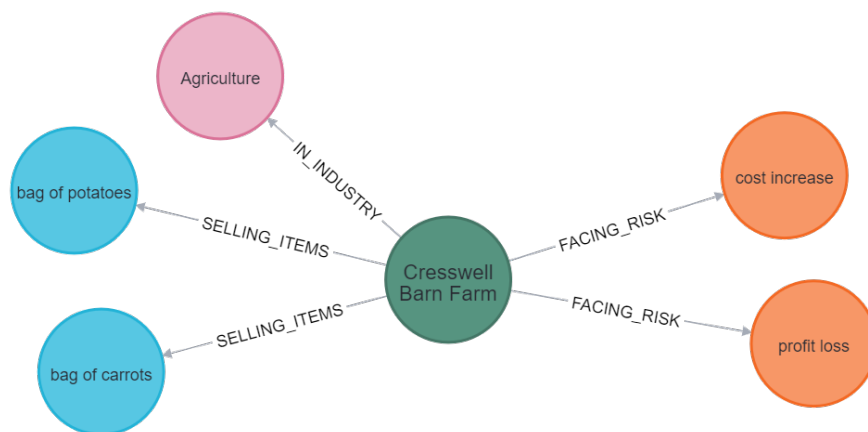 Agriculture
bag of potatoes
IN_INDUSTRY
cost increase
SELLING_ITEMS
FACING_RISK
Cresswell
Barn Farm
SELLING_ITEMS
FACING_RISK
bag of carrots
profit loss